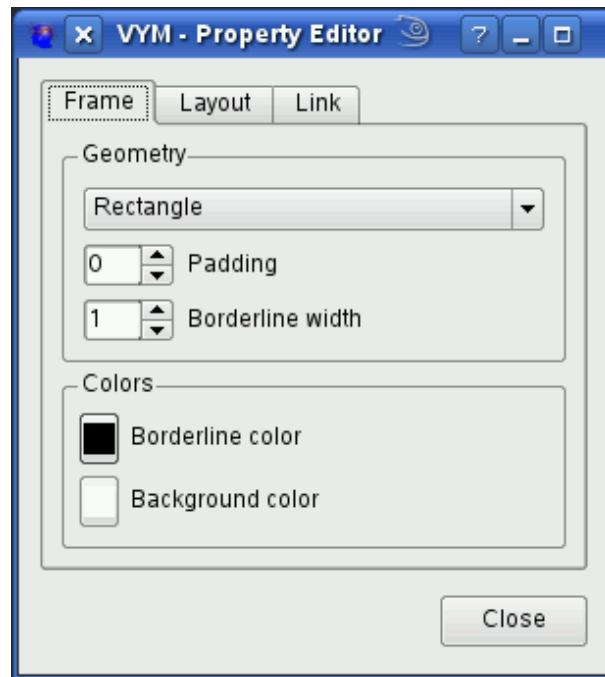 VYM - Property Editor ?
Frame Layout Link
Geometry
Rectangle
0 Padding
1 Borderline width
Colors
Borderline color
Background color
Close